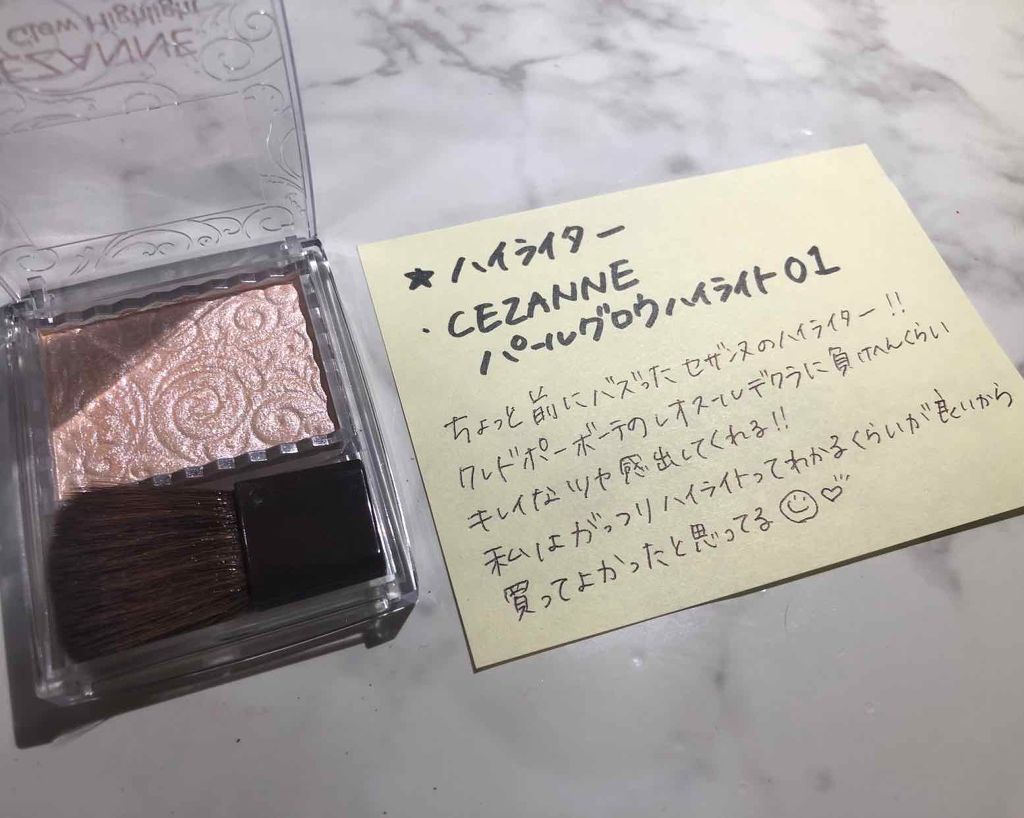 CEZANNE
Glow Highlight
★ ハイライター
・CEZANNE
パールグロウハイライト01
ちょっと前にバズったセザンヌのハイライター!!
クレドポーボーテのレオスールデクラに負けへんくらい
キレイなツヤ感出してくれる!!
私はがっつりハイライトってわかるくらいが良いから
買ってよかったと思ってる